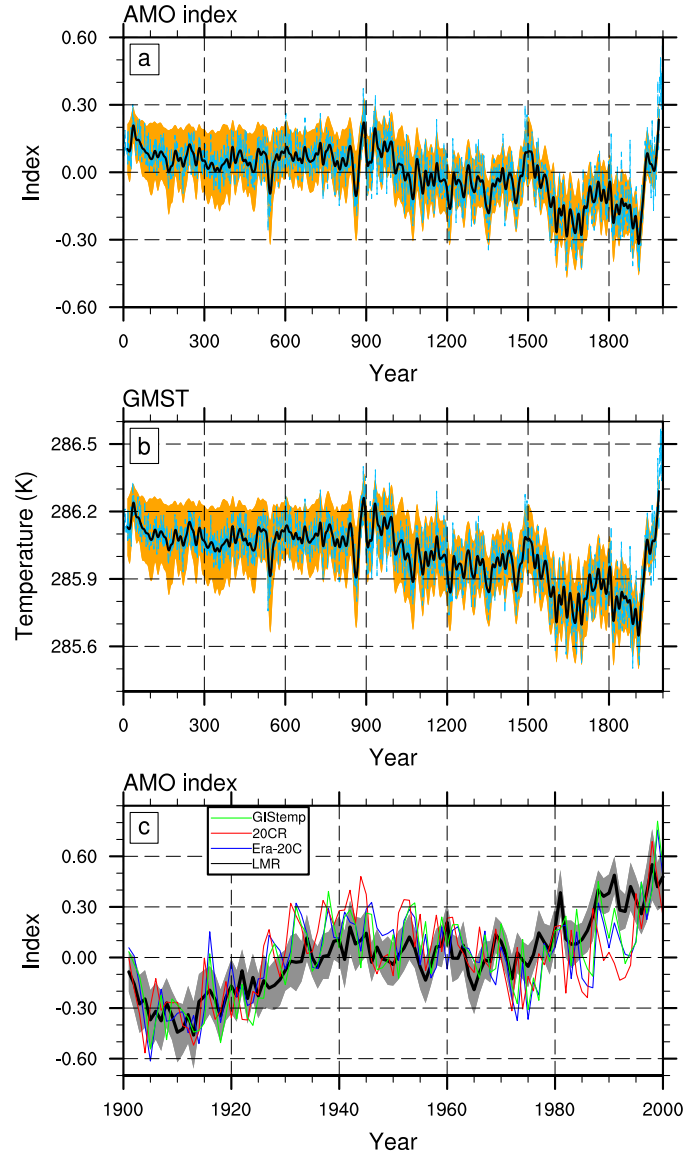 AMO index
a
0.60
0.30
0.00
-0.30
-0.60
Index
0 300 600 900 1200 1500 1800
Year
GMST
b
286.5
286.2
285.9
285.6
Temperature (K)
0 300 600 900 1200 1500 1800
Year
AMO index
c
GIStemp
20CR
Era-20C
LMR
0.60
0.30
0.00
-0.30
-0.60
Index
1900 1920 1940 1960 1980 2000
Year